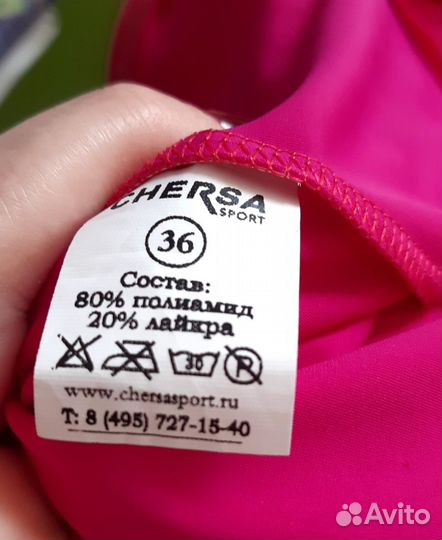 CHERSA
SPORT
36
Состав:
80% полиамид
20% лайкра
30
www.chersasport.ru
Т: 8 (495) 727-15-40
Avito